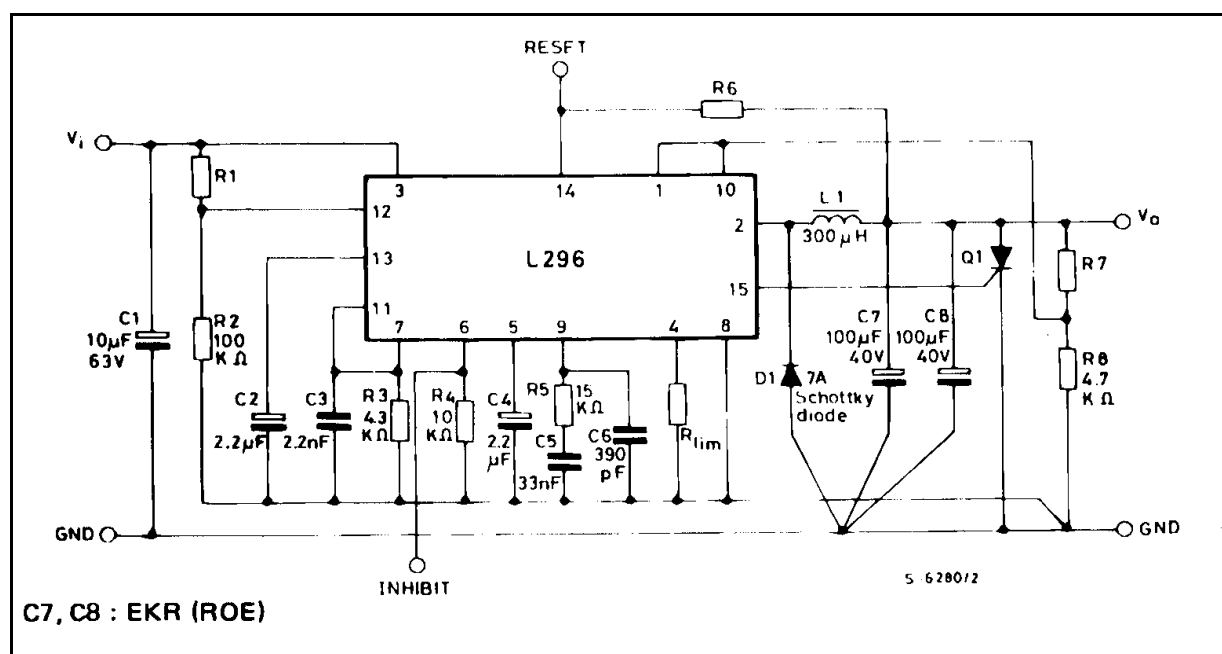 RESET
R6
Vi
R1
3
14
1
10
12
L1
2
300µH
Vo
13
L296
Q1
R7
15
11
C1
10µF
63V
R2
100
KΩ
7
6
5
9
4
8
C7
100µF
40V
C8
100µF
40V
R8
4.7
KΩ
D1
7A
Schottky
diode
C2
2.2µF
C3
2.2nF
R3
4.3
KΩ
R4
10
KΩ
C4
2.2
µF
R5
15
KΩ
C5
33nF
C6
390
pF
Rlim
GND
GND
INHIBIT
S-6280/2
C7, C8 : EKR (ROE)